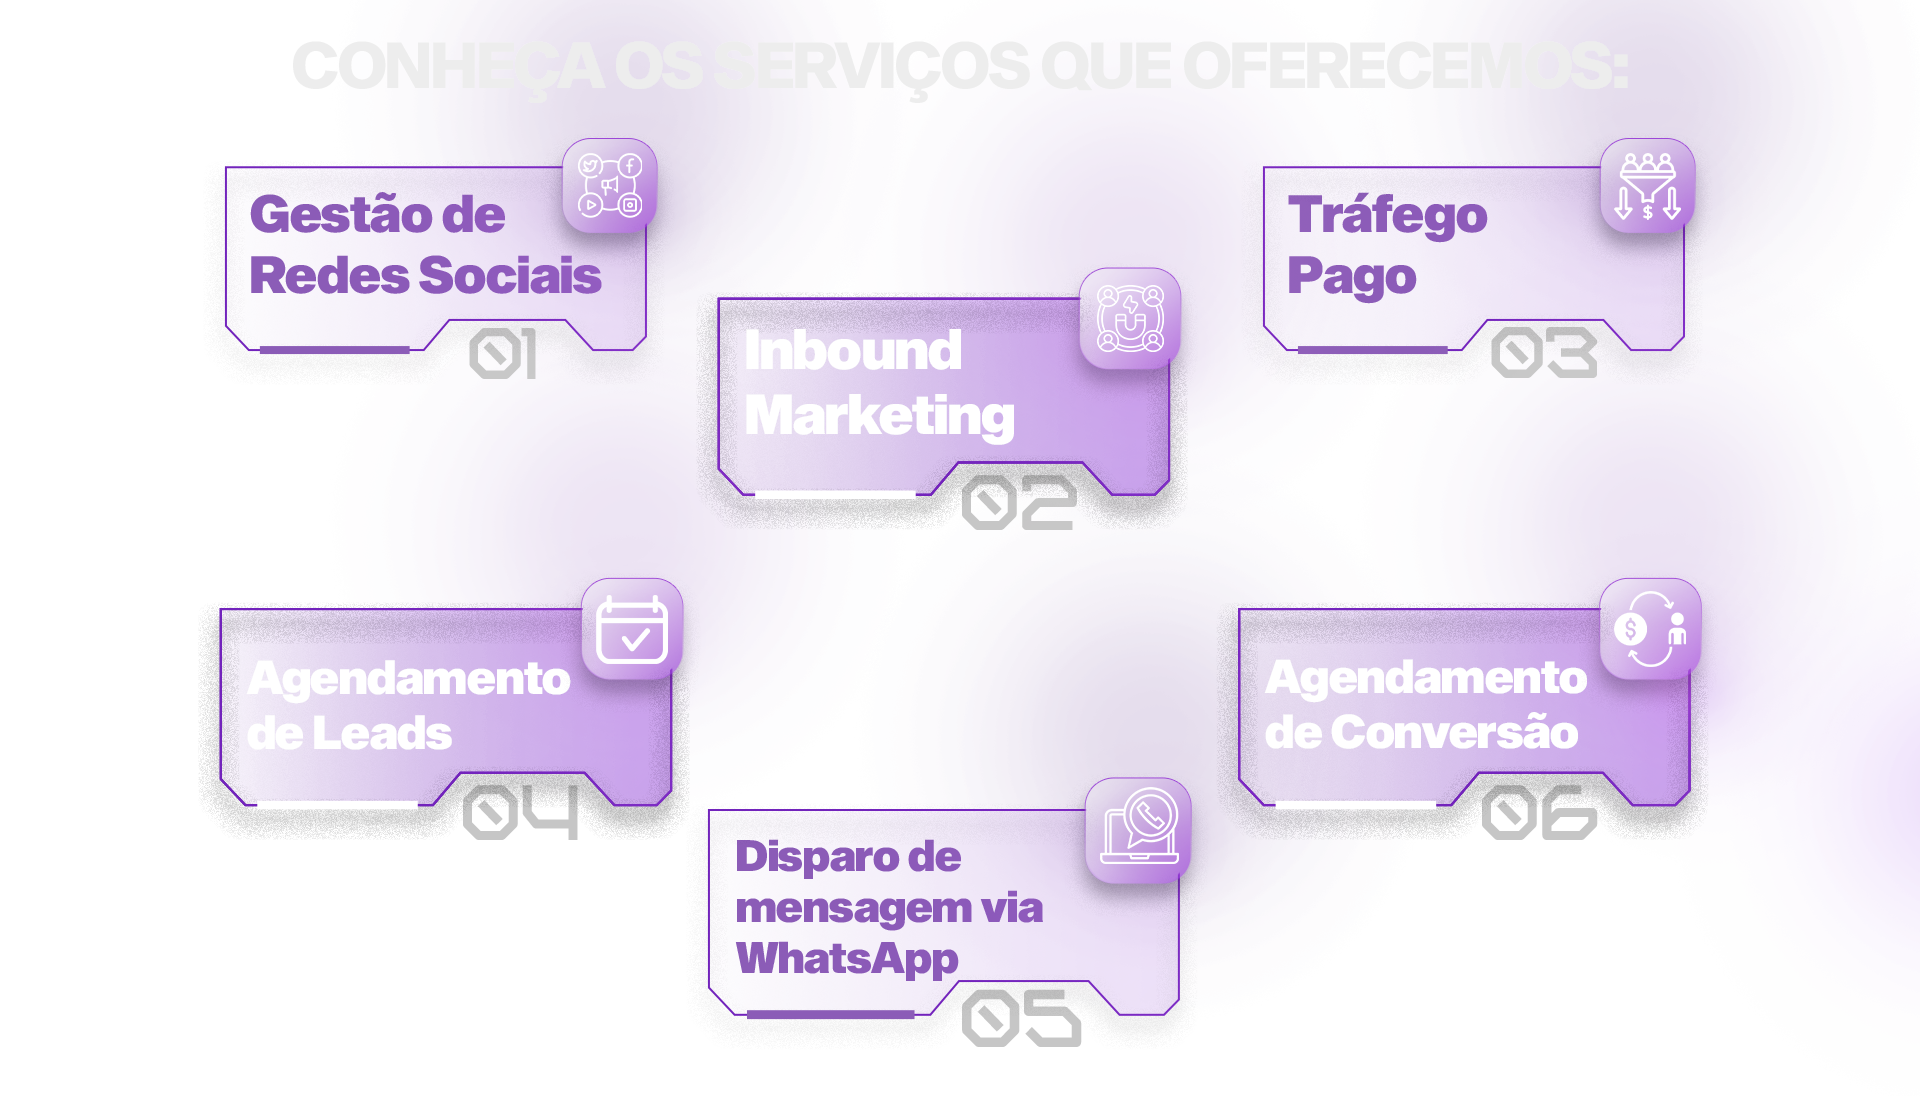 CONHEÇA OS SERVIÇOS QUE OFERECEMOS:
Gestão de
Redes Sociais
01
Inbound
Marketing
02
Tráfego
Pago
03
Agendamento
de Leads
04
Disparo de
mensagem via
WhatsApp
05
Agendamento
de Conversão
06